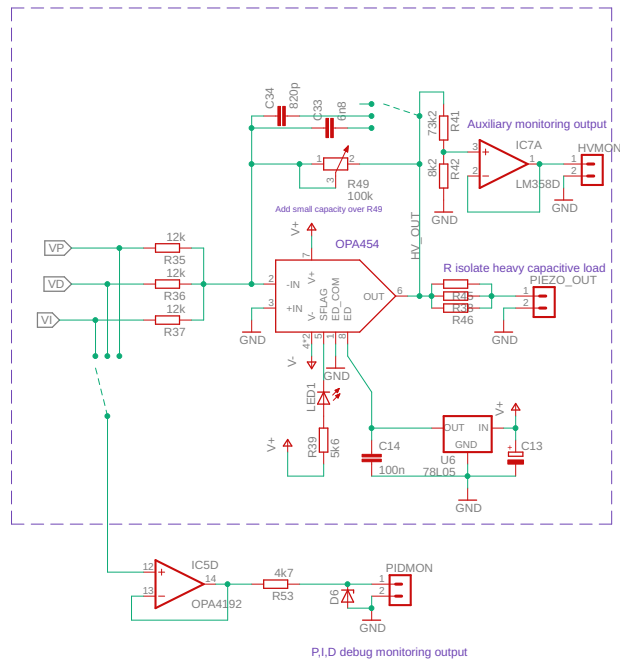 C34
820p
C33
6n8
73k2
R41
Auxiliary monitoring output
IC7A
HVMON
3
2
1
1
2
LM358D
8k2
R42
GND
GND
1
2
3
R49
100k
Add small capacity over R49
V+
HV_OUT
OPA454
VP
12k
R35
VD
12k
R36
VI
12k
R37
7
2
-IN
3
+IN
V+
V-
SFLAG
E_COM
ED
OUT
6
4*2
5
1
8
GND
V-
GND
R isolate heavy capacitive load
PIEZO_OUT
R45
R38
R46
1
2
GND
LED1
V+
R39
5k6
C14
100n
OUT
IN
GND
U6
78L05
V+
+
C13
GND
12
13
14
IC5D
OPA4192
4k7
R53
D6
PIDMON
1
2
GND
P,I,D debug monitoring output